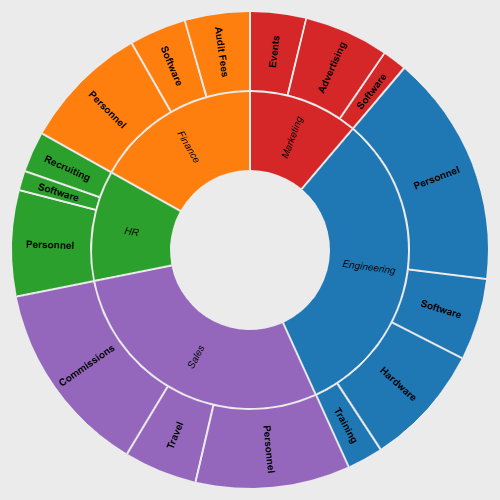 Events
Advertising
Software
Marketing
Personnel
Software
Hardware
Training
Engineering
Personnel
Travel
Commissions
Sales
Personnel
Software
Recruiting
HR
Personnel
Software
Audit Fees
Finance